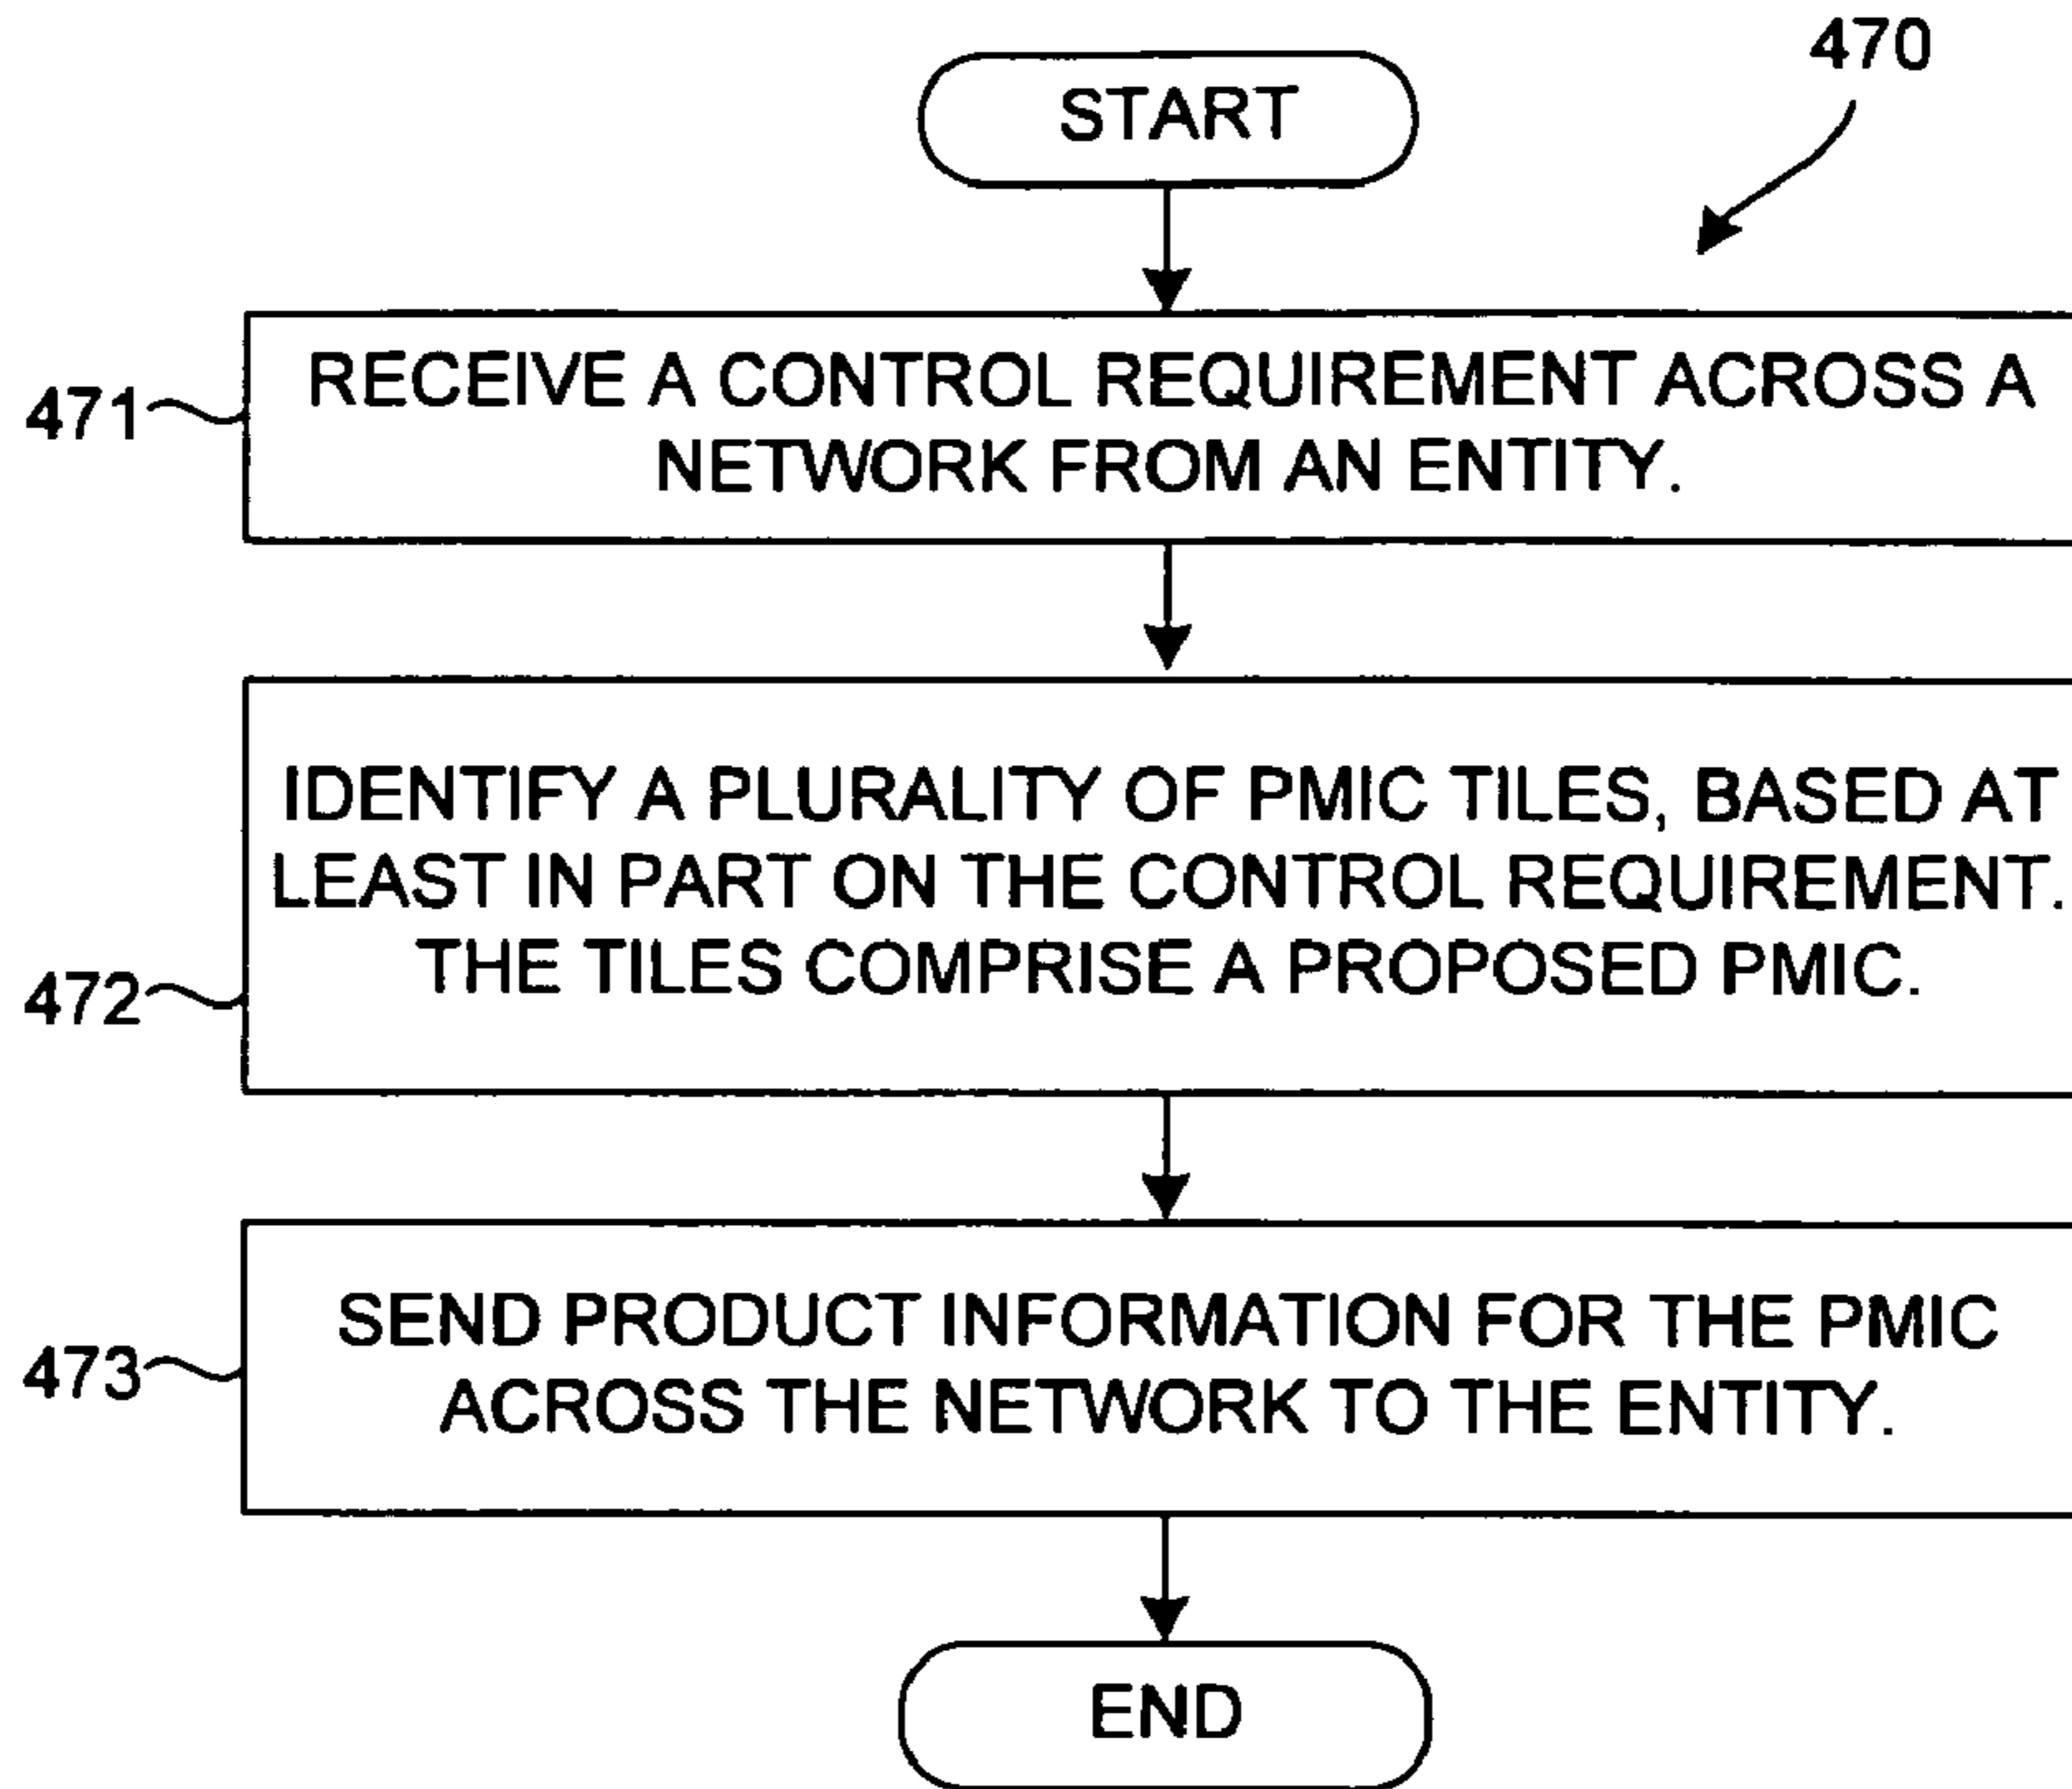 470
START
471
RECEIVE A CONTROL REQUIREMENT ACROSS A
NETWORK FROM AN ENTITY.
472
IDENTIFY A PLURALITY OF PMIC TILES, BASED AT
LEAST IN PART ON THE CONTROL REQUIREMENT.
THE TILES COMPRISE A PROPOSED PMIC.
473
SEND PRODUCT INFORMATION FOR THE PMIC
ACROSS THE NETWORK TO THE ENTITY.
END